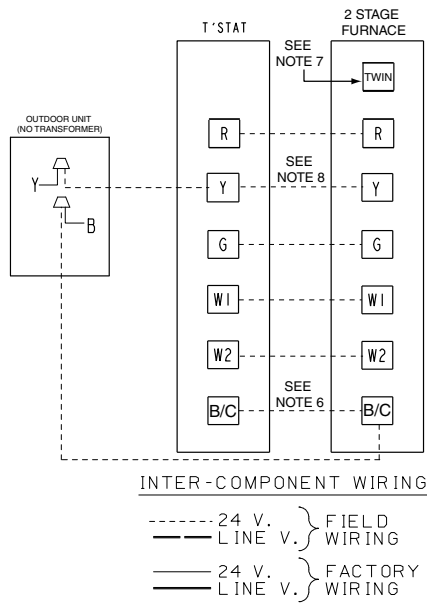 T'STAT
2 STAGE
FURNACE
SEE
NOTE 7
TWIN
OUTDOOR UNIT
(NO TRANSFORMER)
R
R
SEE
NOTE 8
Y
Y
Y
B
G
G
W1
W1
W2
W2
SEE
NOTE 6
B/C
B/C
INTER-COMPONENT WIRING
24 V.
LINE V.
FIELD
WIRING
24 V.
LINE V.
FACTORY
WIRING